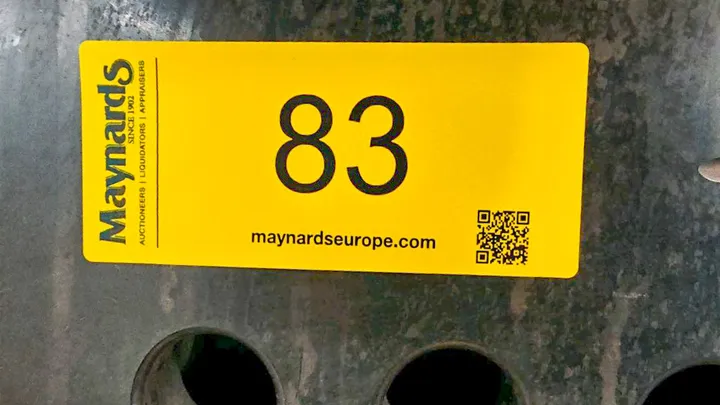 Maynards
SINCE 1902
AUCTIONEERS | LIQUIDATORS | APPRAISERS
83
maynardseurope.com